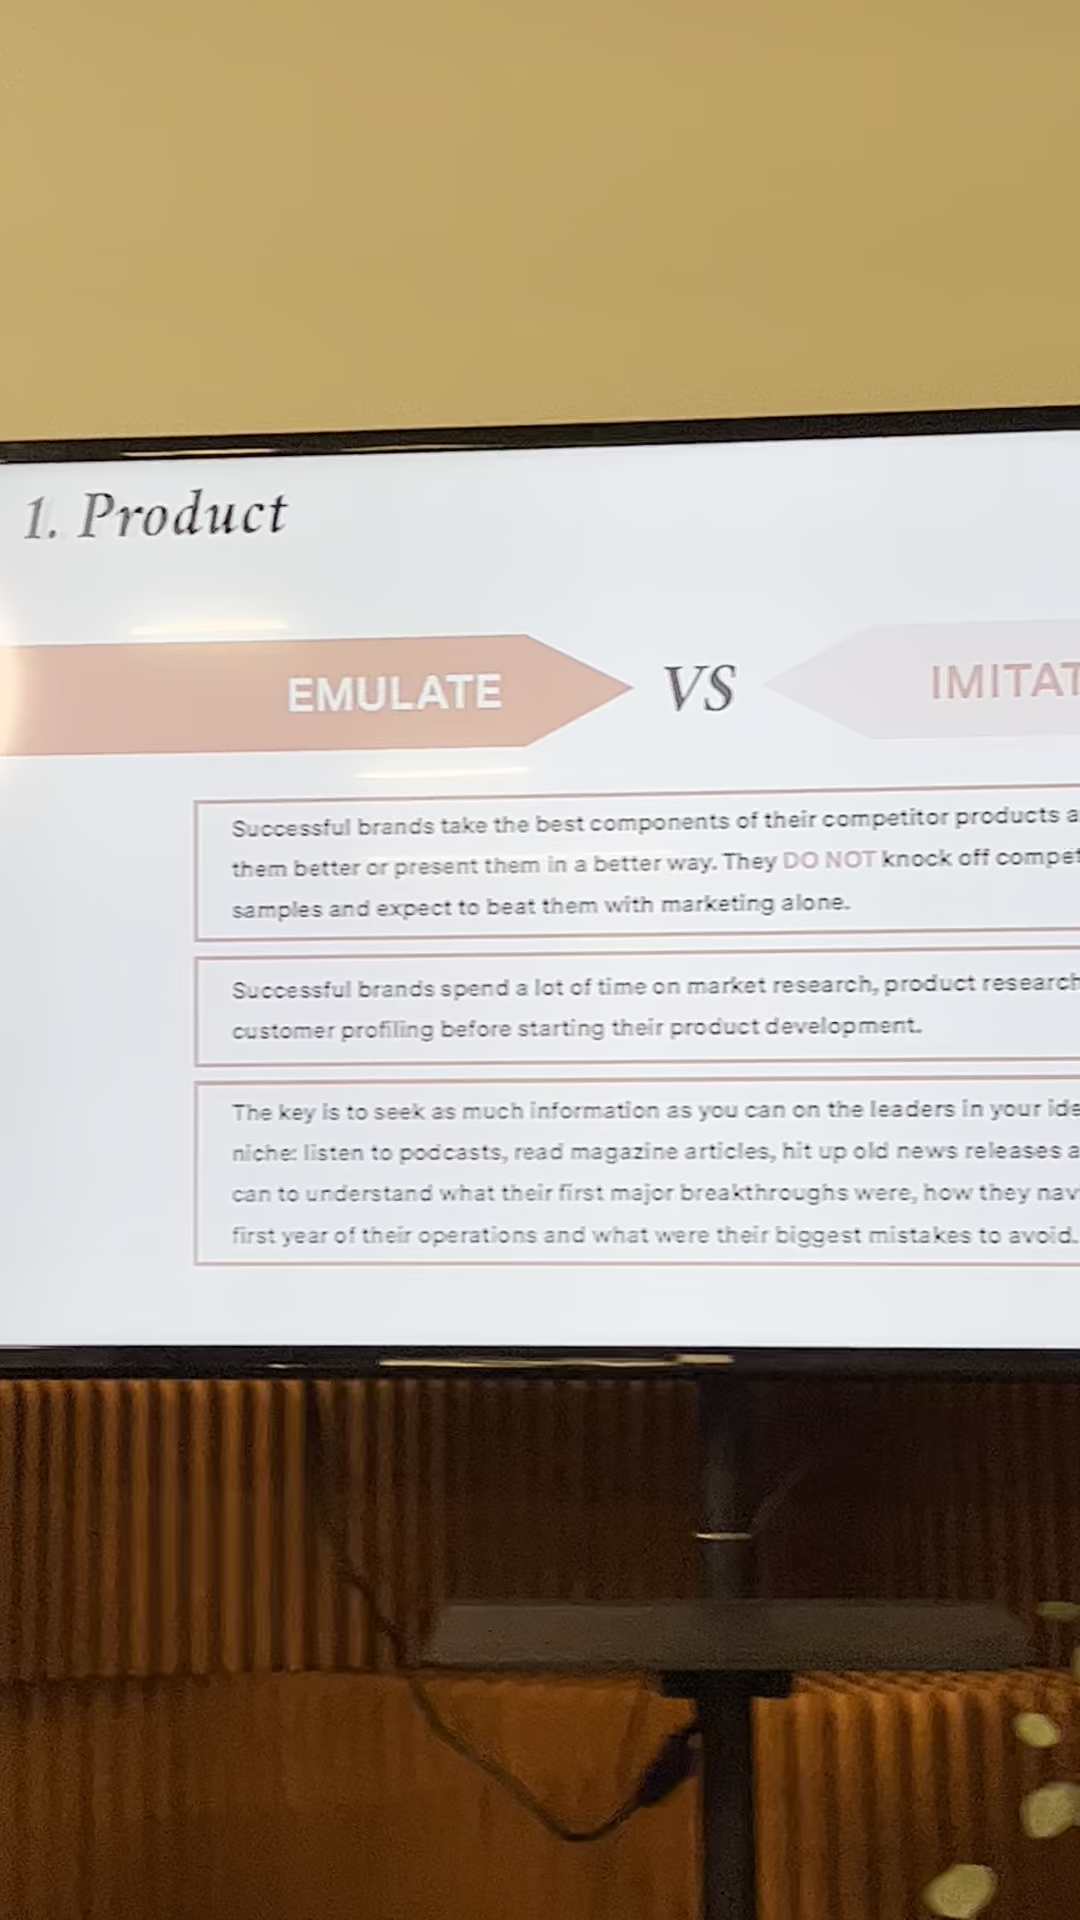 1. Product
EMULATE VS IMITAT
Successful brands take the best components of their competitor products a
them better or present them in a better way. They DO NOT knock off compet
samples and expect to beat them with marketing alone.
Successful brands spend a lot of time on market research, product research
customer profiling before starting their product development.
The key is to seek as much information as you can on the leaders in your ide
niche: listen to podcasts, read magazine articles, hit up old news releases a
can to understand what their first major breakthroughs were, how they nav
first year of their operations and what were their biggest mistakes to avoid.